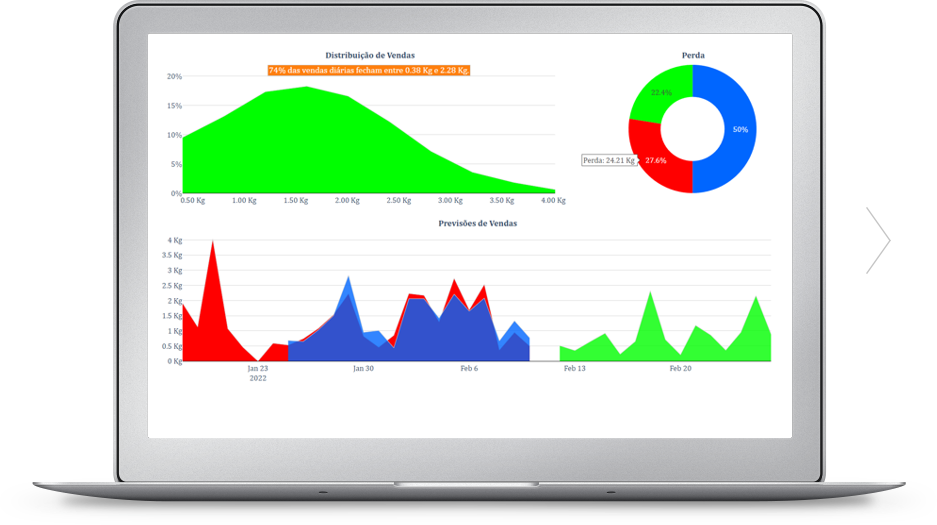 Distribuição de Vendas
74% das vendas diárias fecham entre 0.38 Kg e 2.28 Kg.
20%
15%
10%
5%
0%
0.50 Kg 1.00 Kg 1.50 Kg 2.00 Kg 2.50 Kg 3.00 Kg 3.50 Kg 4.00 Kg
Perda
22.4%
50%
Perda: 24.21 Kg
27.6%
Previsões de Vendas
4 Kg
3.5 Kg
3 Kg
2.5 Kg
2 Kg
1.5 Kg
1 Kg
0.5 Kg
0 Kg
Jan 23 Jan 30 Feb 6 Feb 13 Feb 20
2022